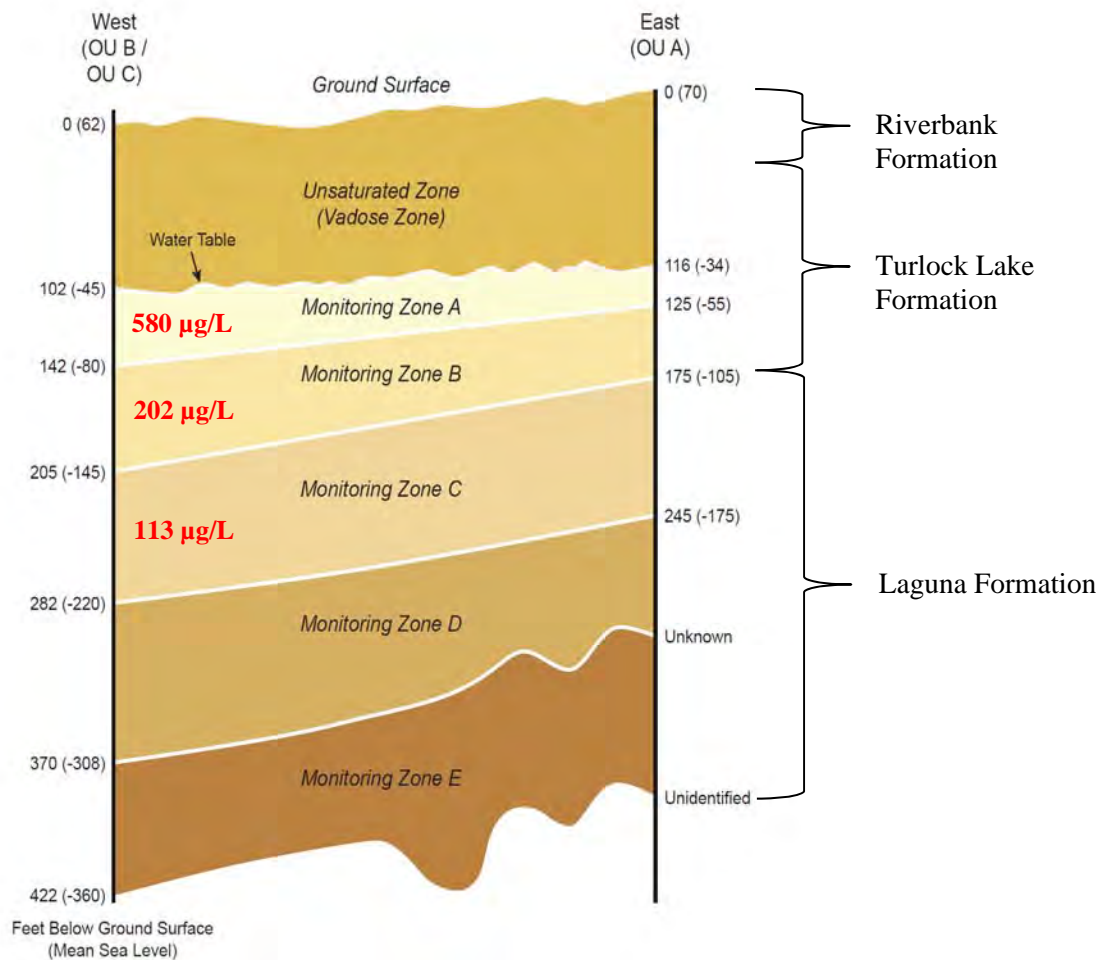 West
(OU B /
OU C)
East
(OU A)
Ground Surface
0 (70)
0 (62)
Riverbank
Formation
Unsaturated Zone
(Vadose Zone)
Water Table
116 (-34)
Turlock Lake
Formation
102 (-45)
Monitoring Zone A
125 (-55)
580 µg/L
142 (-80)
Monitoring Zone B
175 (-105)
202 µg/L
205 (-145)
Monitoring Zone C
245 (-175)
113 µg/L
Laguna Formation
282 (-220)
Monitoring Zone D
Unknown
370 (-308)
Monitoring Zone E
Unidentified
422 (-360)
Feet Below Ground Surface
(Mean Sea Level)